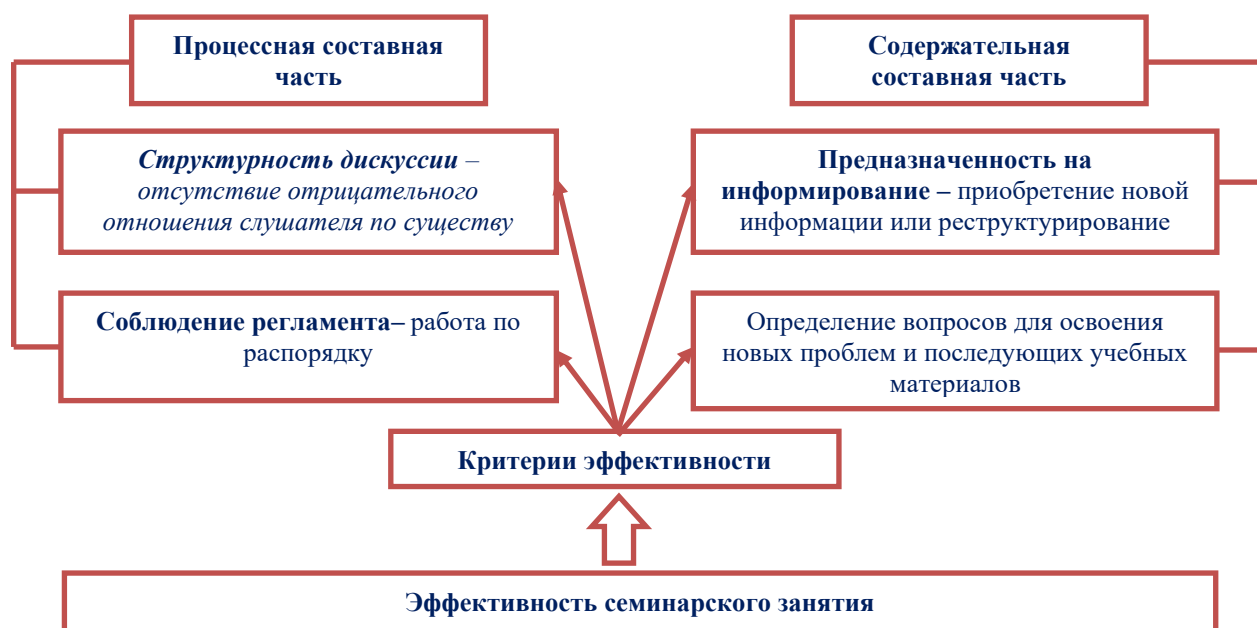 Процессная составная
часть
Содержательная
составная часть
Структурность дискуссии –
отсутствие отрицательного
отношения слушателя по существу
Предназначенность на
информирование – приобретение новой
информации или реструктурирование
Соблюдение регламента– работа по
распорядку
Определение вопросов для освоения
новых проблем и последующих учебных
материалов
Критерии эффективности
Эффективность семинарского занятия